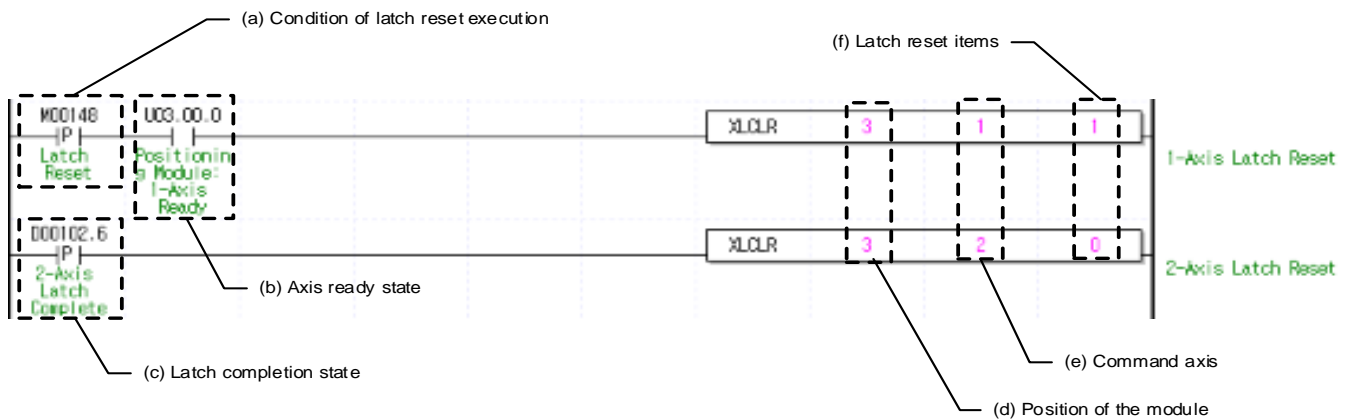 (a) Condition of latch reset execution
(f) Latch reset items
M00148
U03.00.0
P
XLCLR 3 1 1
Latch
Reset
Positionin
g Module:
1-Axis
Ready
1-Axis Latch Reset
D00102.6
P
XLCLR 3 2 0
2-Axis
Latch
Complete
2-Axis Latch Reset
(b) Axis ready state
(c) Latch completion state
(e) Command axis
(d) Position of the module